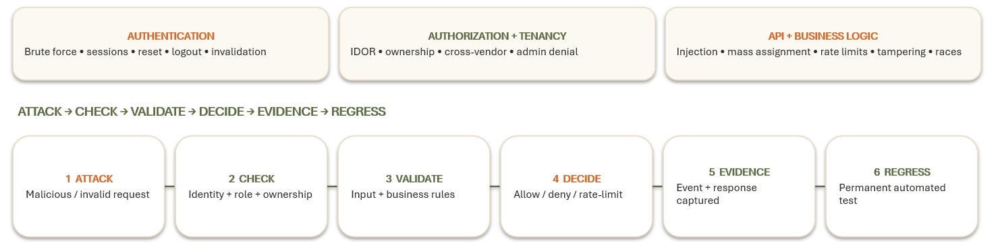 AUTHENTICATION
Brute force • sessions • reset • logout • invalidation
AUTHORIZATION + TENANCY
IDOR • ownership • cross-vendor • admin denial
API + BUSINESS LOGIC
Injection • mass assignment • rate limits • tampering • races
ATTACK → CHECK → VALIDATE → DECIDE → EVIDENCE → REGRESS
1 ATTACK
Malicious / invalid request
2 CHECK
Identity + role + ownership
3 VALIDATE
Input + business rules
4 DECIDE
Allow / deny / rate-limit
5 EVIDENCE
Event + response
captured
6 REGRESS
Permanent automated
test